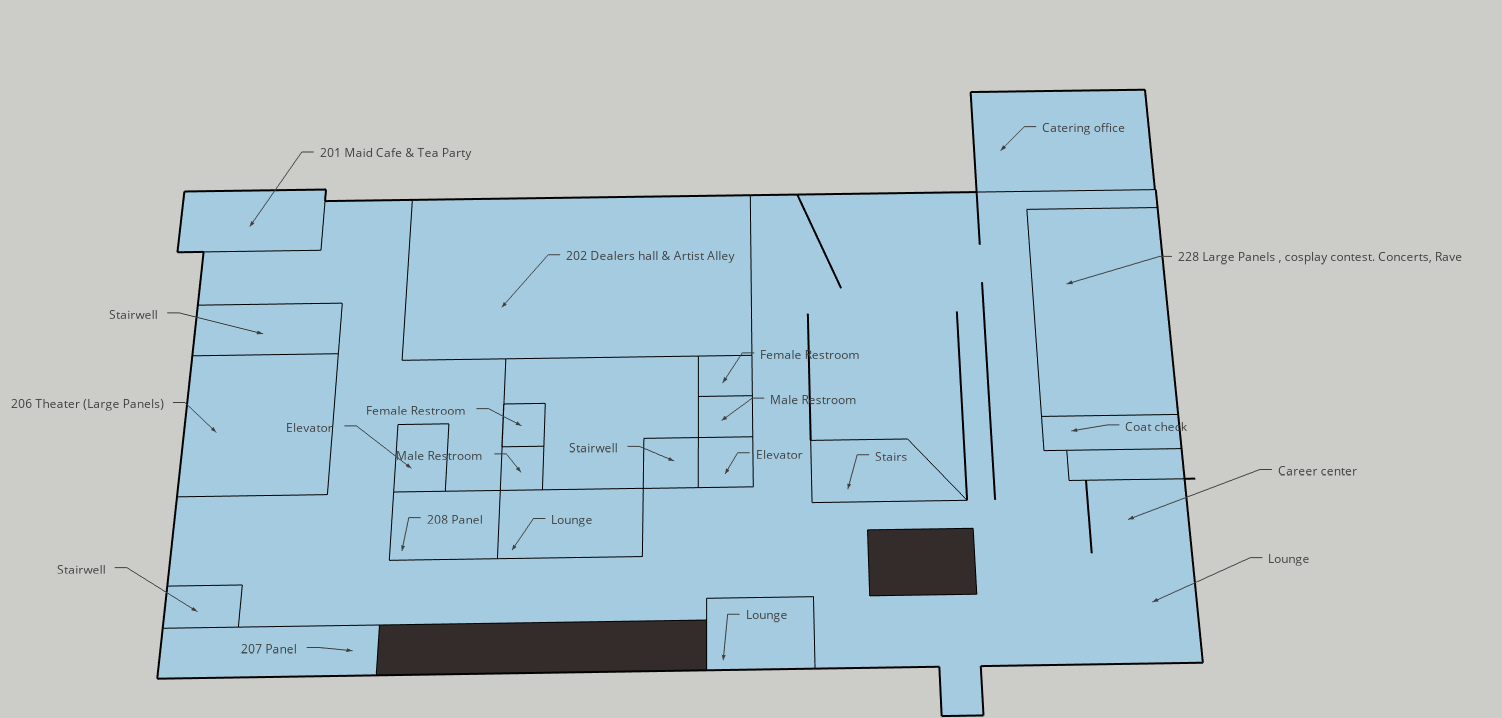 Catering office
201 Maid Cafe & Tea Party
202 Dealers hall & Artist Alley
228 Large Panels , cosplay contest. Concerts, Rave
Stairwell
Female Restroom
206 Theater (Large Panels)
Male Restroom
Female Restroom
Elevator
Coat check
Stairwell
Male Restroom
Elevator
Stairs
Career center
208 Panel
Lounge
Lounge
Stairwell
Lounge
207 Panel